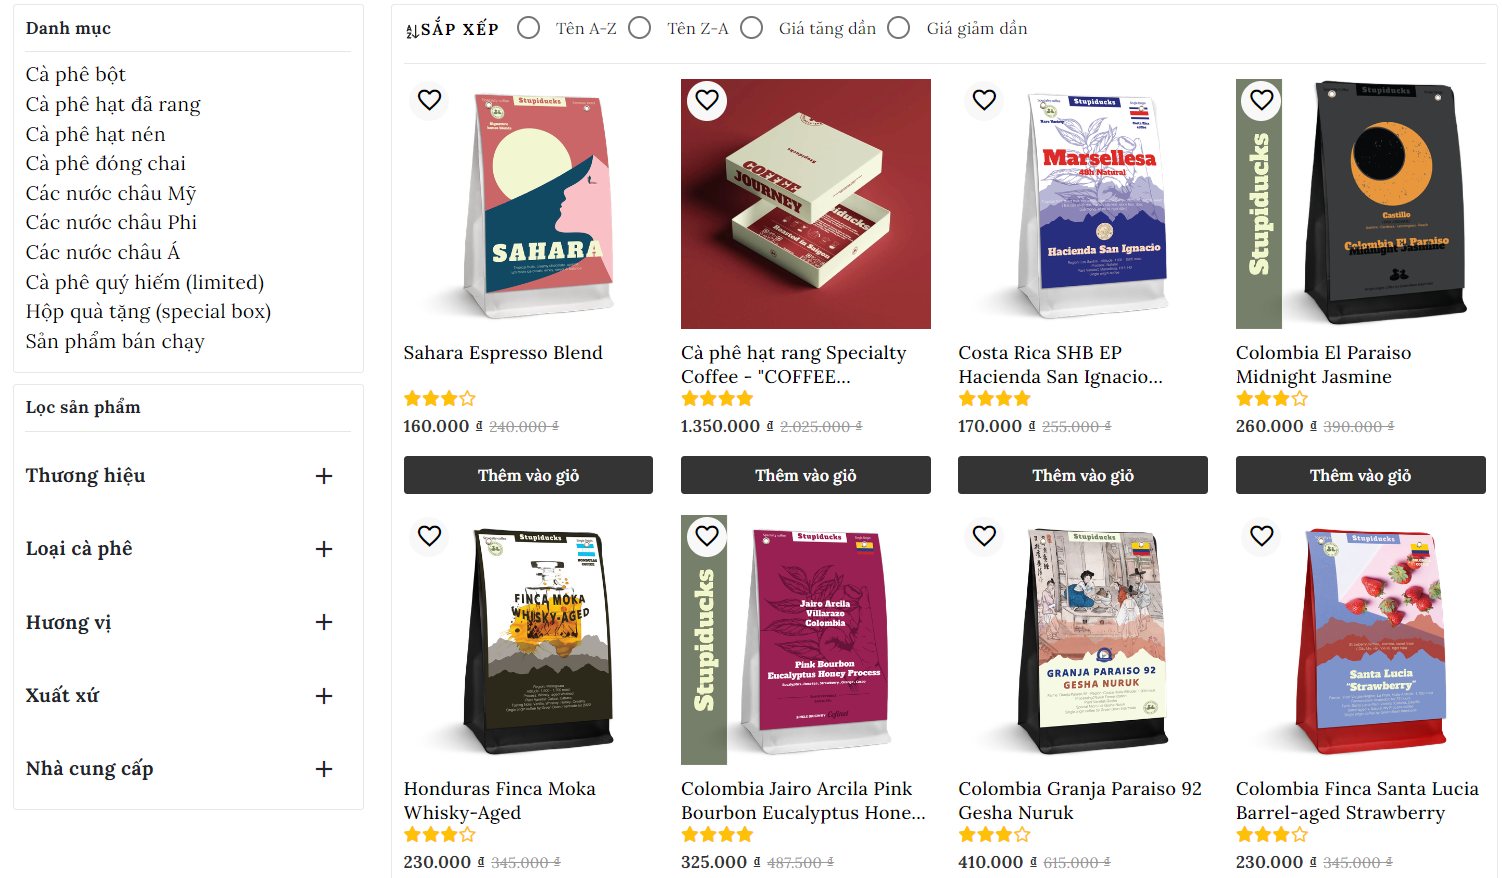 Danh mục
Cà phê bột
Cà phê hạt đã rang
Cà phê hạt nén
Cà phê đóng chai
Các nước châu Mỹ
Các nước châu Phi
Các nước châu Á
Cà phê quý hiếm (limited)
Hộp quà tặng (special box)
Sản phẩm bán chạy
Lọc sản phẩm
Thương hiệu
Loại cà phê
Hương vị
Xuất xứ
Nhà cung cấp
SẮP XẾP Tên A-Z Tên Z-A Giá tăng dần Giá giảm dần
Stupiducks
SAHARA
Sahara Espresso Blend
160.000 ₫ 240.000 ₫
Thêm vào giỏ
Stupiducks
COFFEE
JOURNEY
Stupiducks
Roasted in Saigon
Cà phê hạt rang Specialty
Coffee - "COFFEE...
1.350.000 ₫ 2.025.000 ₫
Thêm vào giỏ
Stupiducks
Marsellesa
48h Natural
Hacienda San Ignacio
Costa Rica SHB EP
Hacienda San Ignacio...
170.000 ₫ 255.000 ₫
Thêm vào giỏ
Stupiducks
Stupiducks
Castillo
Colombia El Paraiso
Midnight Jasmine
Colombia El Paraiso
Midnight Jasmine
260.000 ₫ 390.000 ₫
Thêm vào giỏ
Stupiducks
FINCA MOKA
WHISKY-AGED
Honduras Finca Moka
Whisky-Aged
230.000 ₫ 345.000 ₫
Stupiducks
Stupiducks
Jairo Arcila
Villarazo
Colombia
Pink Bourbon
Eucalyptus Honey Process
Cofinet
Colombia Jairo Arcila Pink
Bourbon Eucalyptus Hone...
325.000 ₫ 487.500 ₫
Stupiducks
GRANJA PARAISO 92
GESHA NURUK
Colombia Granja Paraiso 92
Gesha Nuruk
410.000 ₫ 615.000 ₫
Stupiducks
Santa Lucia
"Strawberry"
Colombia Finca Santa Lucia
Barrel-aged Strawberry
230.000 ₫ 345.000 ₫